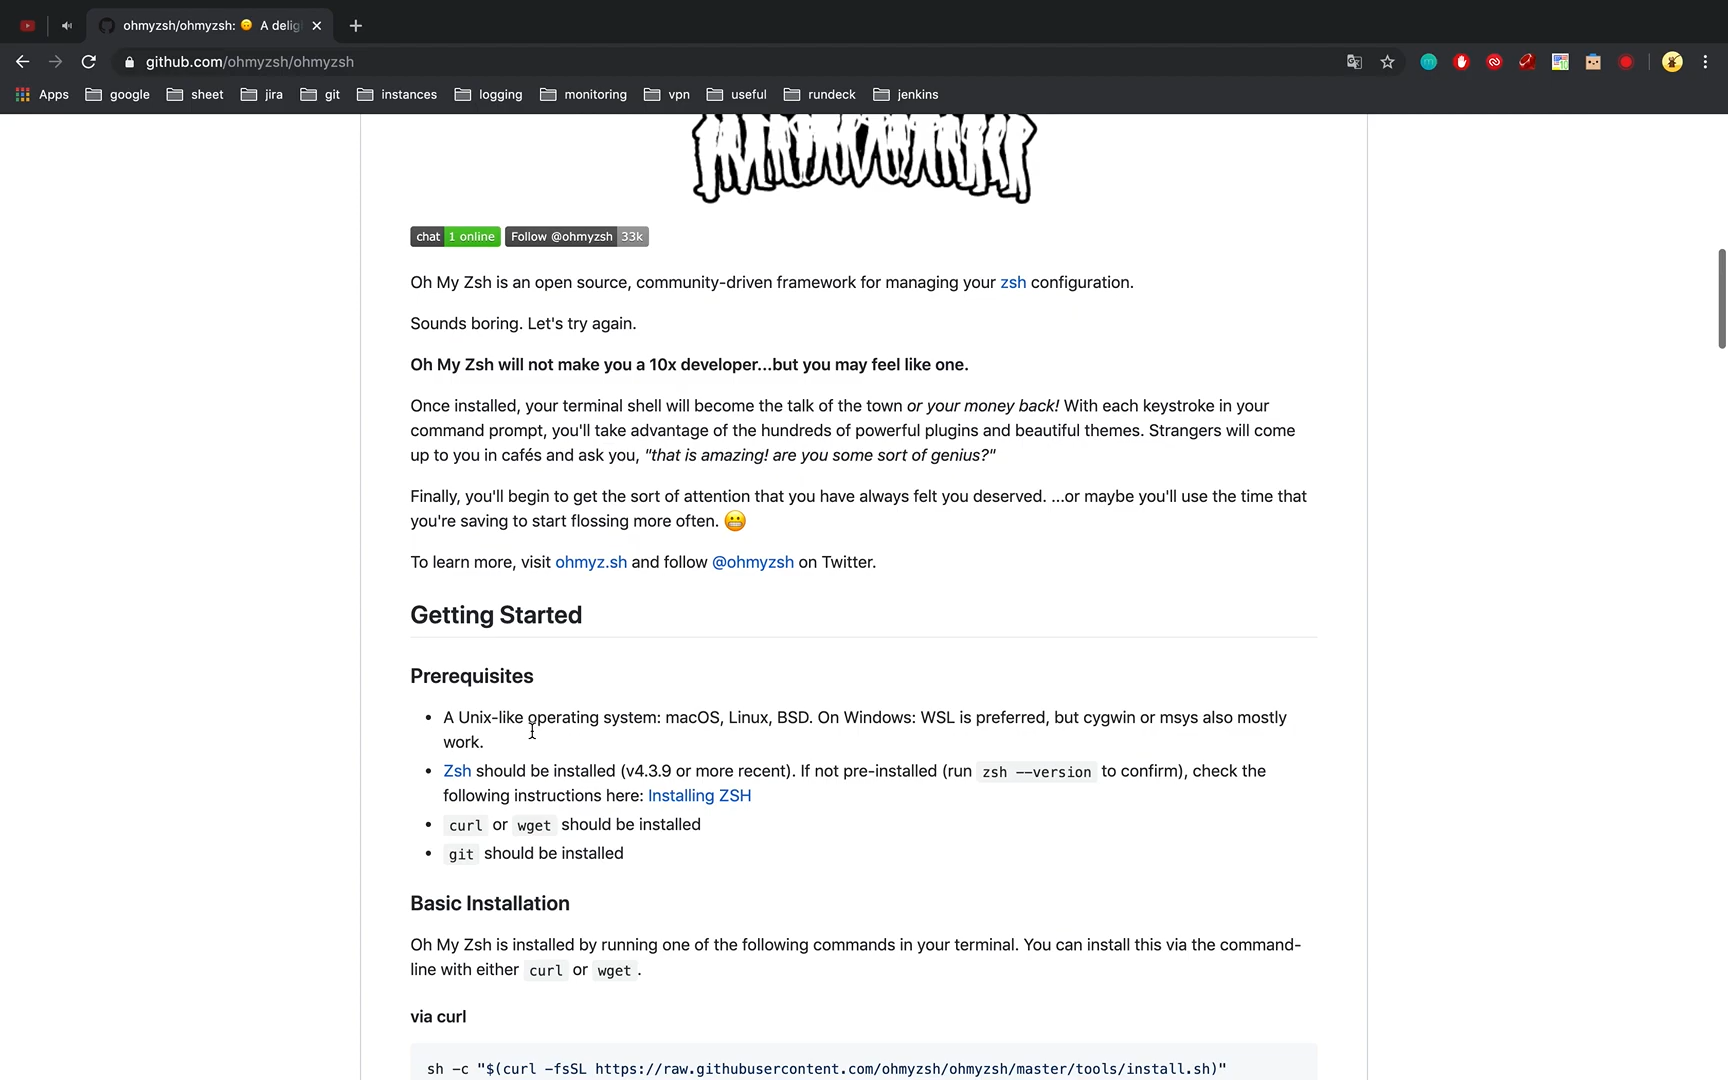 ohmyzsh/ohmyzsh: 🙃 A delig
github.com/ohmyzsh/ohmyzsh
Apps google sheet jira git instances logging monitoring vpn useful rundeck jenkins
chat 1 online Follow @ohmyzsh 33k
Oh My Zsh is an open source, community-driven framework for managing your zsh configuration.
Sounds boring. Let's try again.
Oh My Zsh will not make you a 10x developer...but you may feel like one.
Once installed, your terminal shell will become the talk of the town or your money back! With each keystroke in your
command prompt, you'll take advantage of the hundreds of powerful plugins and beautiful themes. Strangers will come
up to you in cafés and ask you, "that is amazing! are you some sort of genius?"
Finally, you'll begin to get the sort of attention that you have always felt you deserved. ...or maybe you'll use the time that
you're saving to start flossing more often. 😬
To learn more, visit ohmyz.sh and follow @ohmyzsh on Twitter.
Getting Started
Prerequisites
• A Unix-like operating system: macOS, Linux, BSD. On Windows: WSL is preferred, but cygwin or msys also mostly
work.
• Zsh should be installed (v4.3.9 or more recent). If not pre-installed (run zsh --version to confirm), check the
following instructions here: Installing ZSH
• curl or wget should be installed
• git should be installed
Basic Installation
Oh My Zsh is installed by running one of the following commands in your terminal. You can install this via the command-
line with either curl or wget.
via curl
sh -c "$(curl -fsSL https://raw.githubusercontent.com/ohmyzsh/ohmyzsh/master/tools/install.sh)"